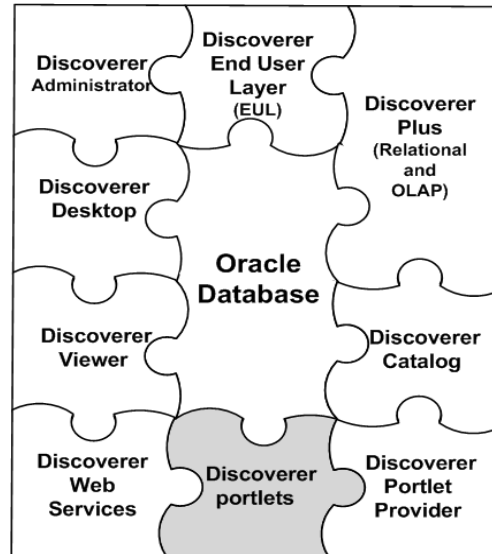 Discoverer
Administrator
Discoverer
End User
Layer
(EUL)
Discoverer
Plus
(Relational
and
OLAP)
Discoverer
Desktop
Oracle
Database
Discoverer
Viewer
Discoverer
Catalog
Discoverer
Web
Services
Discoverer
portlets
Discoverer
Portlet
Provider